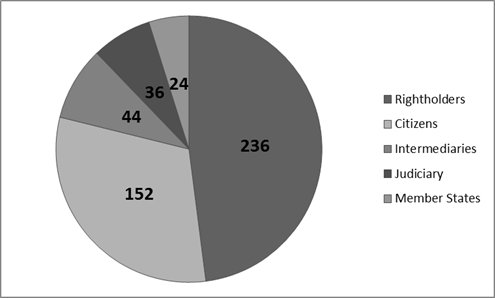 236
152
44
36
24
Rightholders
Citizens
Intermediaries
Judiciary
Member States